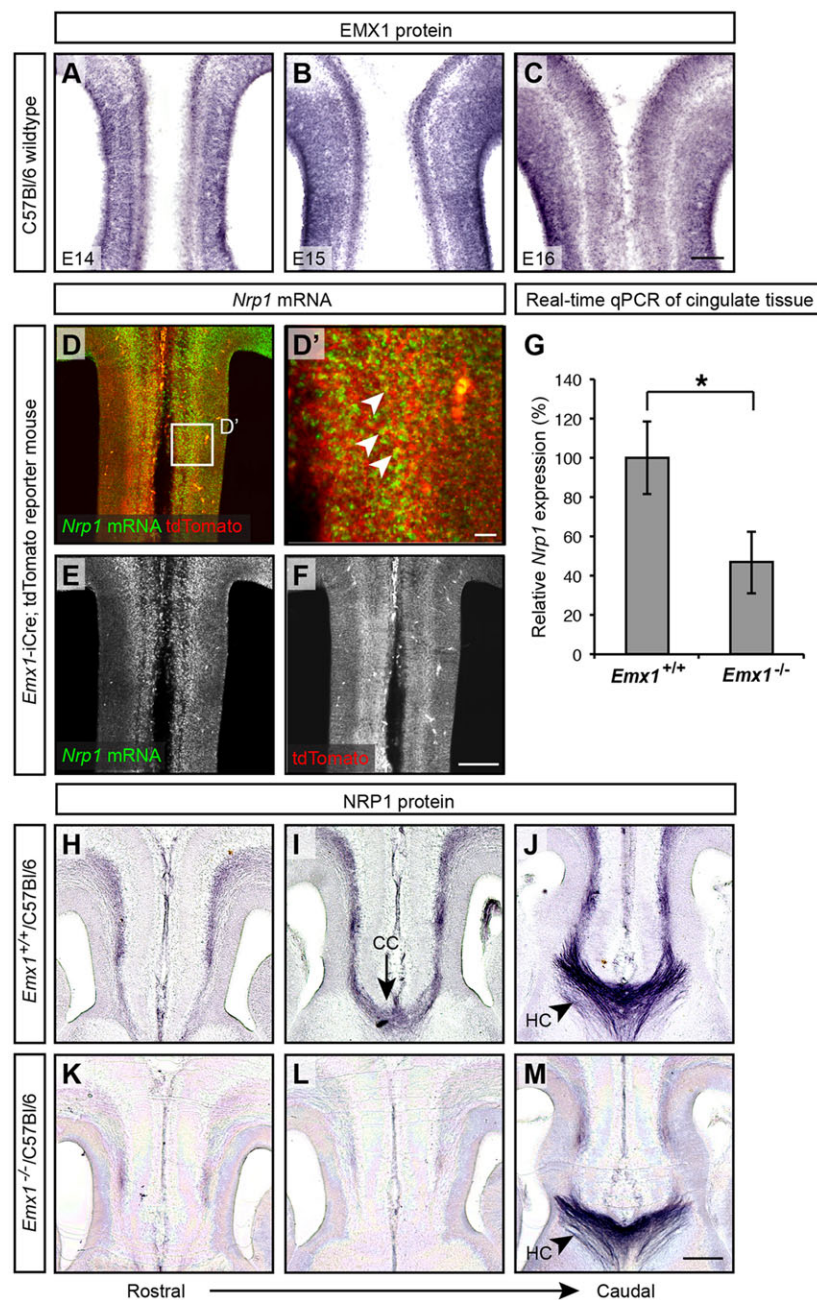 EMX1 protein
C57Bl/6 wildtype
A
B
C
E14
E15
E16
Nrp1 mRNA
Real-time qPCR of cingulate tissue
Emx1-iCre; tdTomato reporter mouse
D
D'
Nrp1 mRNA tdTomato
D'
G
Relative Nrp1 expression (%)
140
120
100
80
60
40
20
0
*
Emx1+/+
Emx1-/-
E
F
Nrp1 mRNA
tdTomato
NRP1 protein
Emx1+/+/C57Bl/6
H
I
J
CC
HC
Emx1-/-/C57Bl/6
K
L
M
HC
Rostral
Caudal